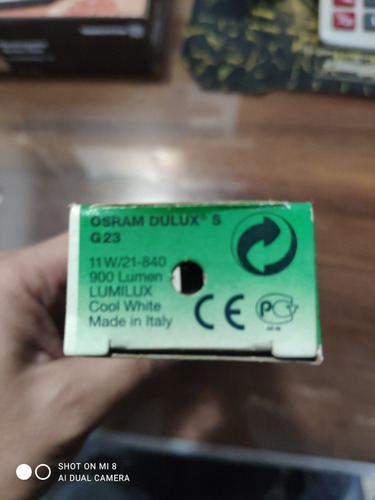 OSRAM DULUX® S
G23
11W/21-840
900 Lumen
LUMILUX
Cool White
Made in Italy
CE
SHOT ON MI 8
AI DUAL CAMERA